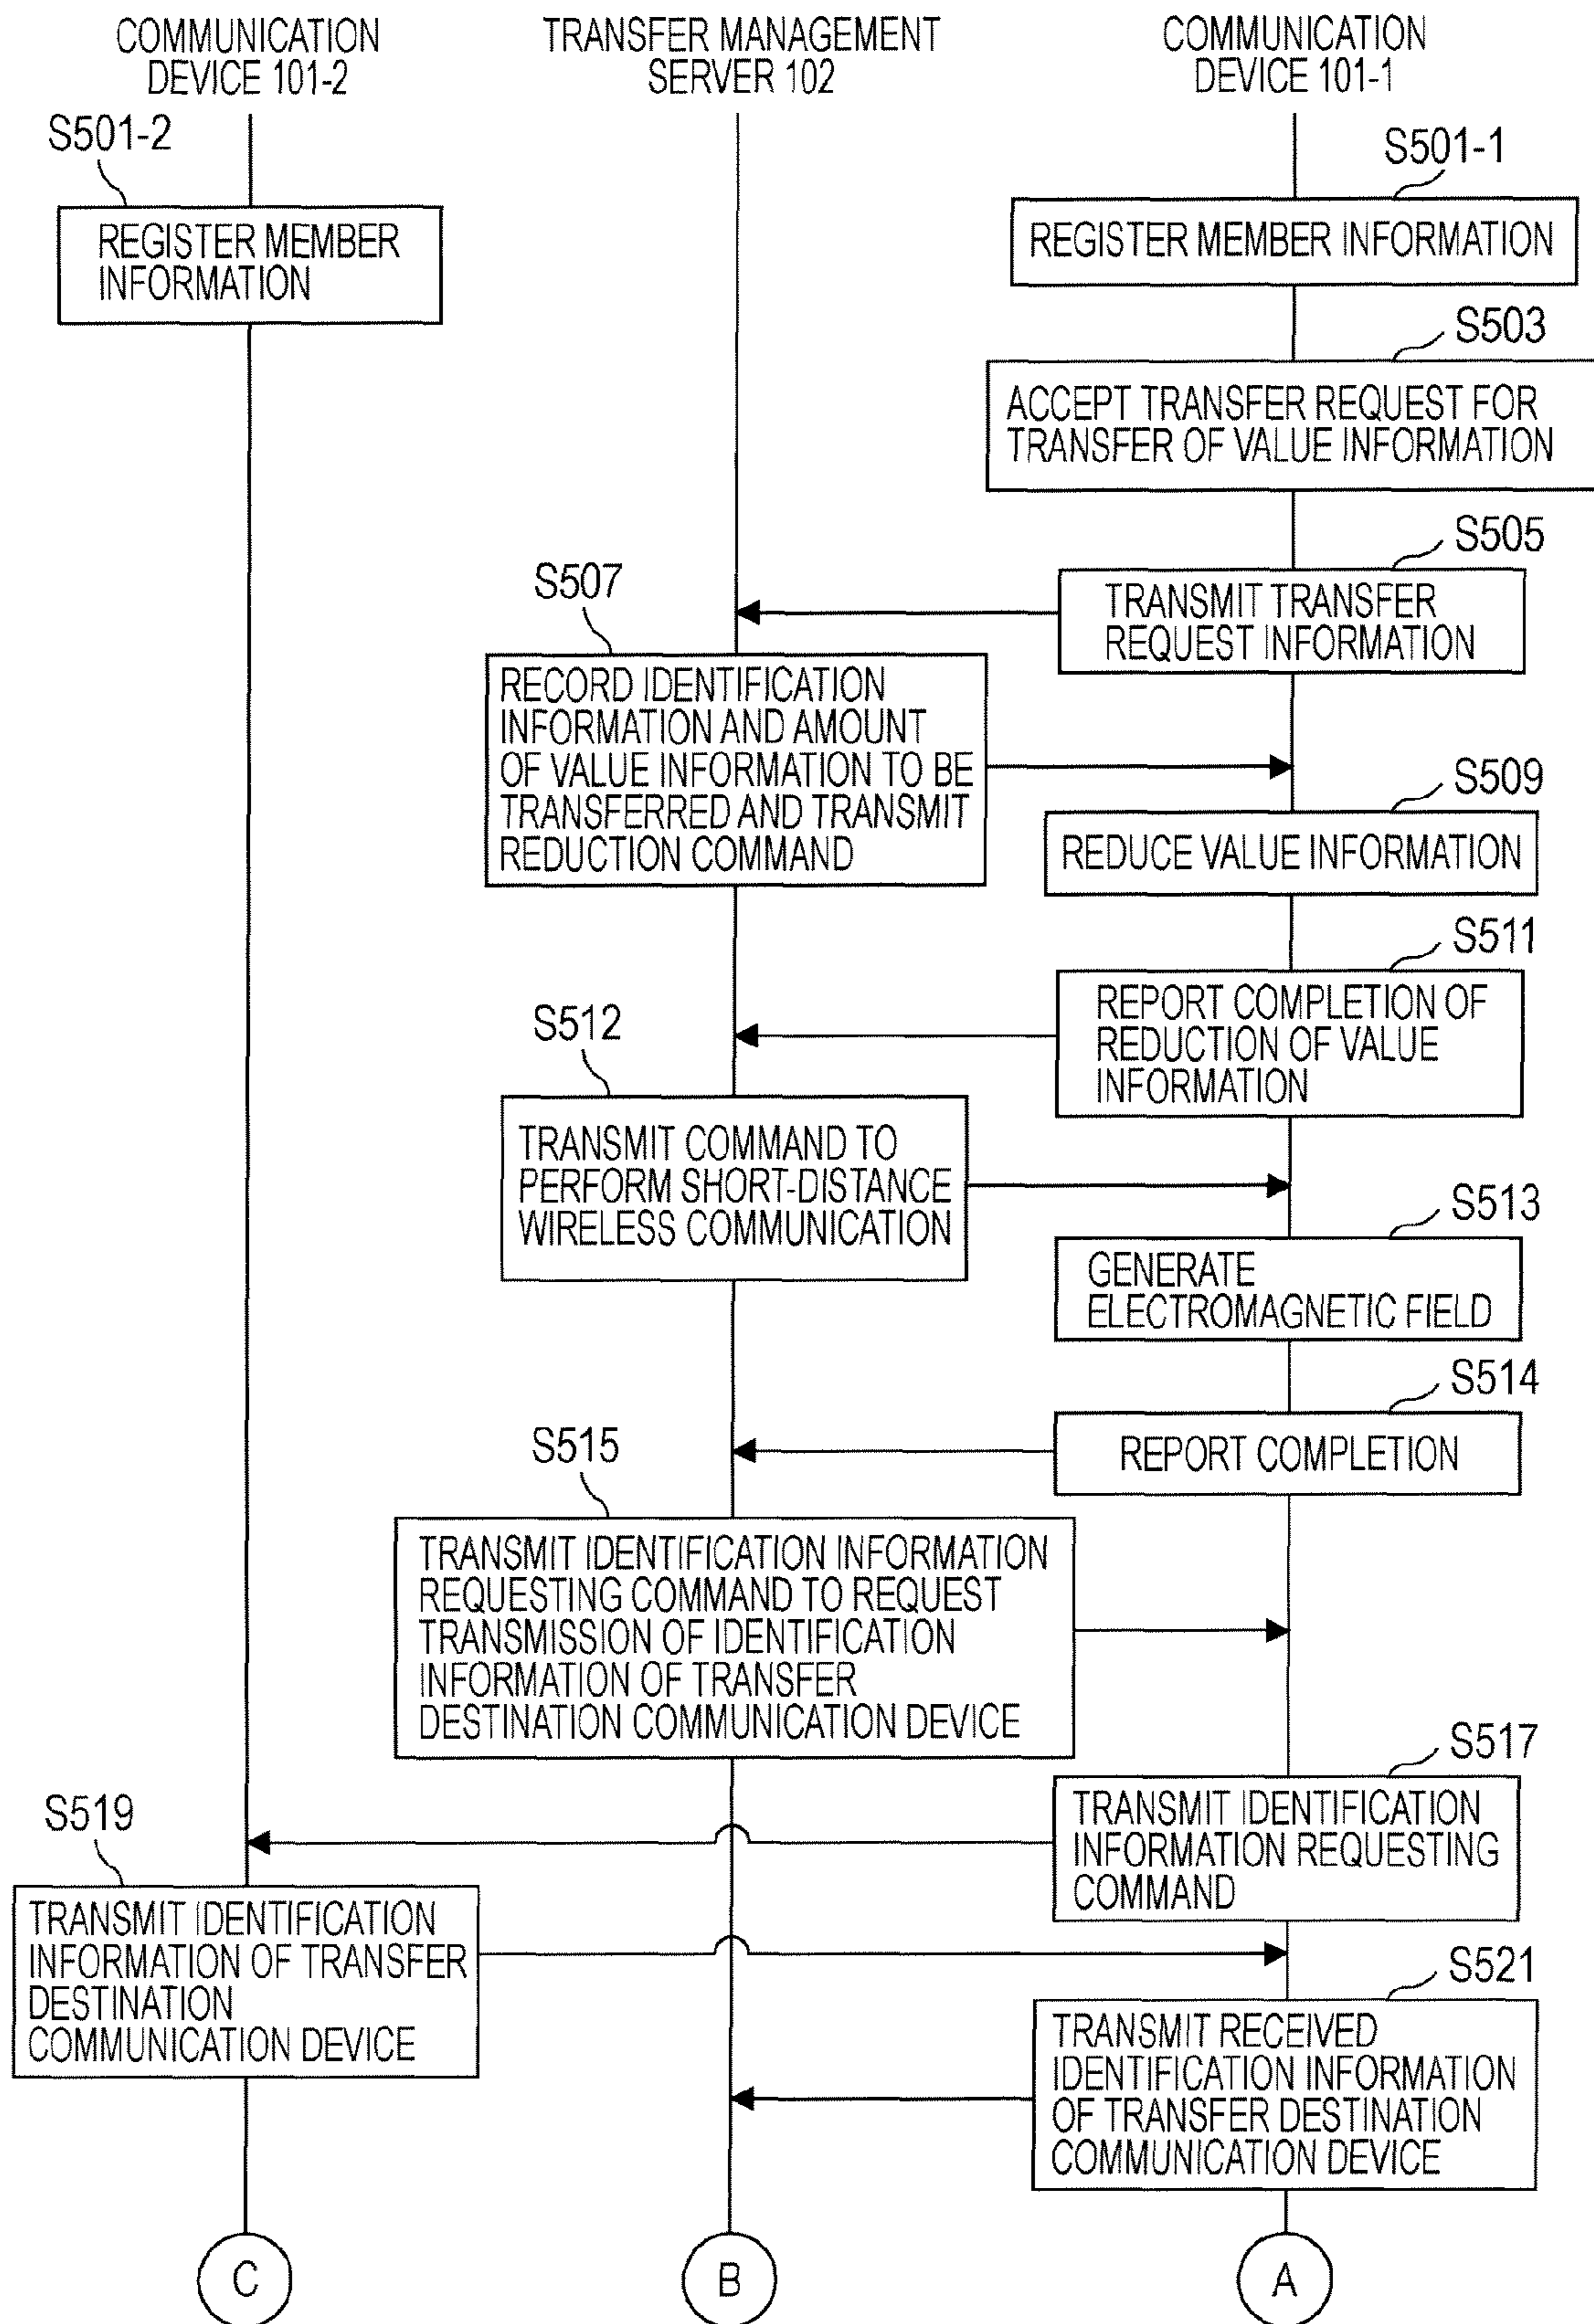 COMMUNICATION
DEVICE 101-2
TRANSFER MANAGEMENT
SERVER 102
COMMUNICATION
DEVICE 101-1
S501-2
REGISTER MEMBER
INFORMATION
S501-1
REGISTER MEMBER INFORMATION
S503
ACCEPT TRANSFER REQUEST FOR
TRANSFER OF VALUE INFORMATION
S505
TRANSMIT TRANSFER
REQUEST INFORMATION
S507
RECORD IDENTIFICATION
INFORMATION AND AMOUNT
OF VALUE INFORMATION TO BE
TRANSFERRED AND TRANSMIT
REDUCTION COMMAND
S509
REDUCE VALUE INFORMATION
S511
REPORT COMPLETION OF
REDUCTION OF VALUE
INFORMATION
S512
TRANSMIT COMMAND TO
PERFORM SHORT-DISTANCE
WIRELESS COMMUNICATION
S513
GENERATE
ELECTROMAGNETIC FIELD
S514
REPORT COMPLETION
S515
TRANSMIT IDENTIFICATION INFORMATION
REQUESTING COMMAND TO REQUEST
TRANSMISSION OF IDENTIFICATION
INFORMATION OF TRANSFER
DESTINATION COMMUNICATION DEVICE
S517
TRANSMIT IDENTIFICATION
INFORMATION REQUESTING
COMMAND
S519
TRANSMIT IDENTIFICATION
INFORMATION OF TRANSFER
DESTINATION
COMMUNICATION DEVICE
S521
TRANSMIT RECEIVED
IDENTIFICATION INFORMATION
OF TRANSFER DESTINATION
COMMUNICATION DEVICE
C
B
A